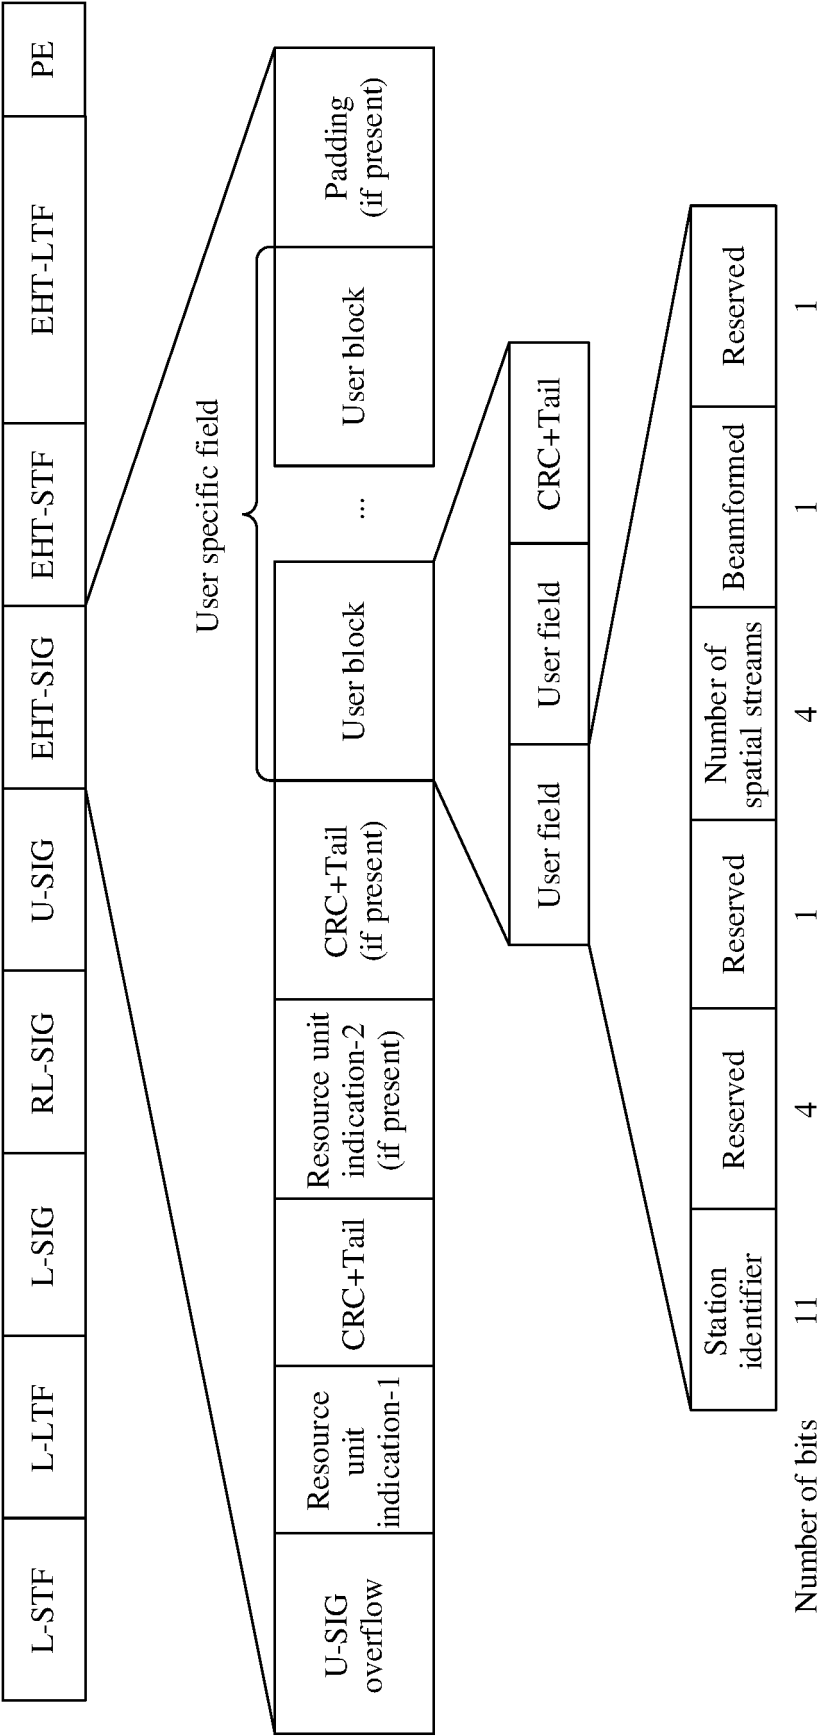 L-STF
L-LTF
L-SIG
RL-SIG
U-SIG
EHT-SIG
EHT-STF
EHT-LTF
PE
User specific field
U-SIG
overflow
Resource
unit
indication-1
CRC+Tail
Resource unit
indication-2
(if present)
CRC+Tail
(if present)
User block
...
User block
Padding
(if present)
User field
User field
CRC+Tail
Station
identifier
Reserved
Reserved
Number of
spatial streams
Beamformed
Reserved
Number of bits
11
4
1
4
1
1